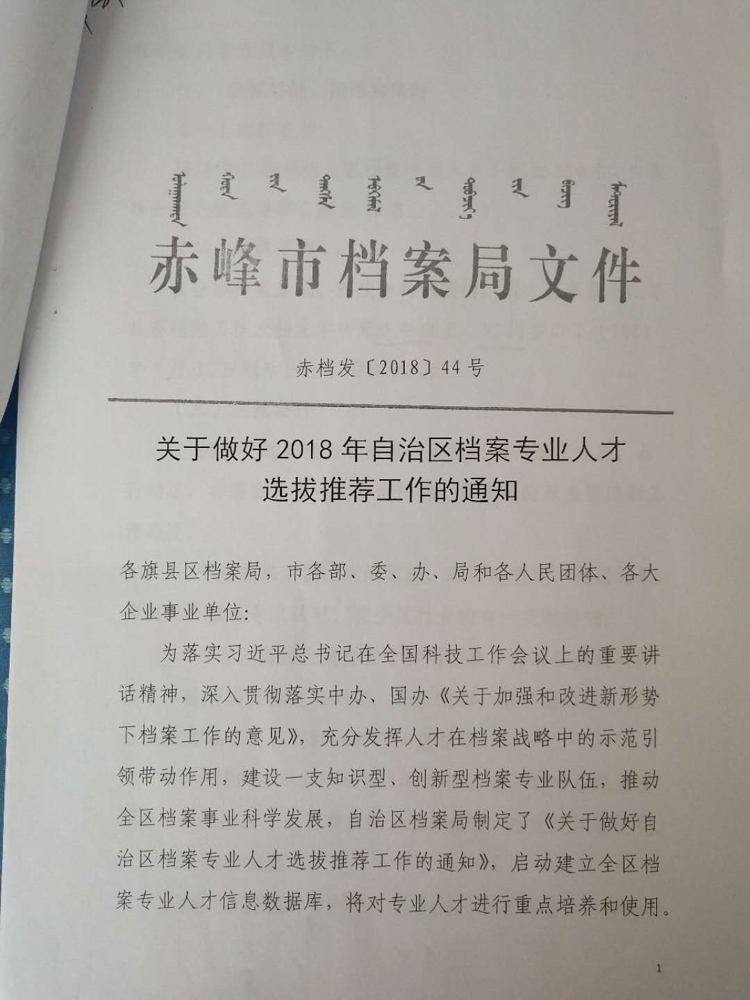 赤峰市档案局文件
赤档发〔2018〕44号
关于做好2018年自治区档案专业人才
选拔推荐工作的通知
各旗县区档案局，市各部、委、办、局和各人民团体、各大
企业事业单位：
为落实习近平总书记在全国科技工作会议上的重要讲
话精神，深入贯彻落实中办、国办《关于加强和改进新形势
下档案工作的意见》，充分发挥人才在档案战略中的示范引
领带动作用，建设一支知识型、创新型档案专业队伍，推动
全区档案事业科学发展，自治区档案局制定了《关于做好自
治区档案专业人才选拔推荐工作的通知》，启动建立全区档
案专业人才信息数据库，将对专业人才进行重点培养和使用。
1